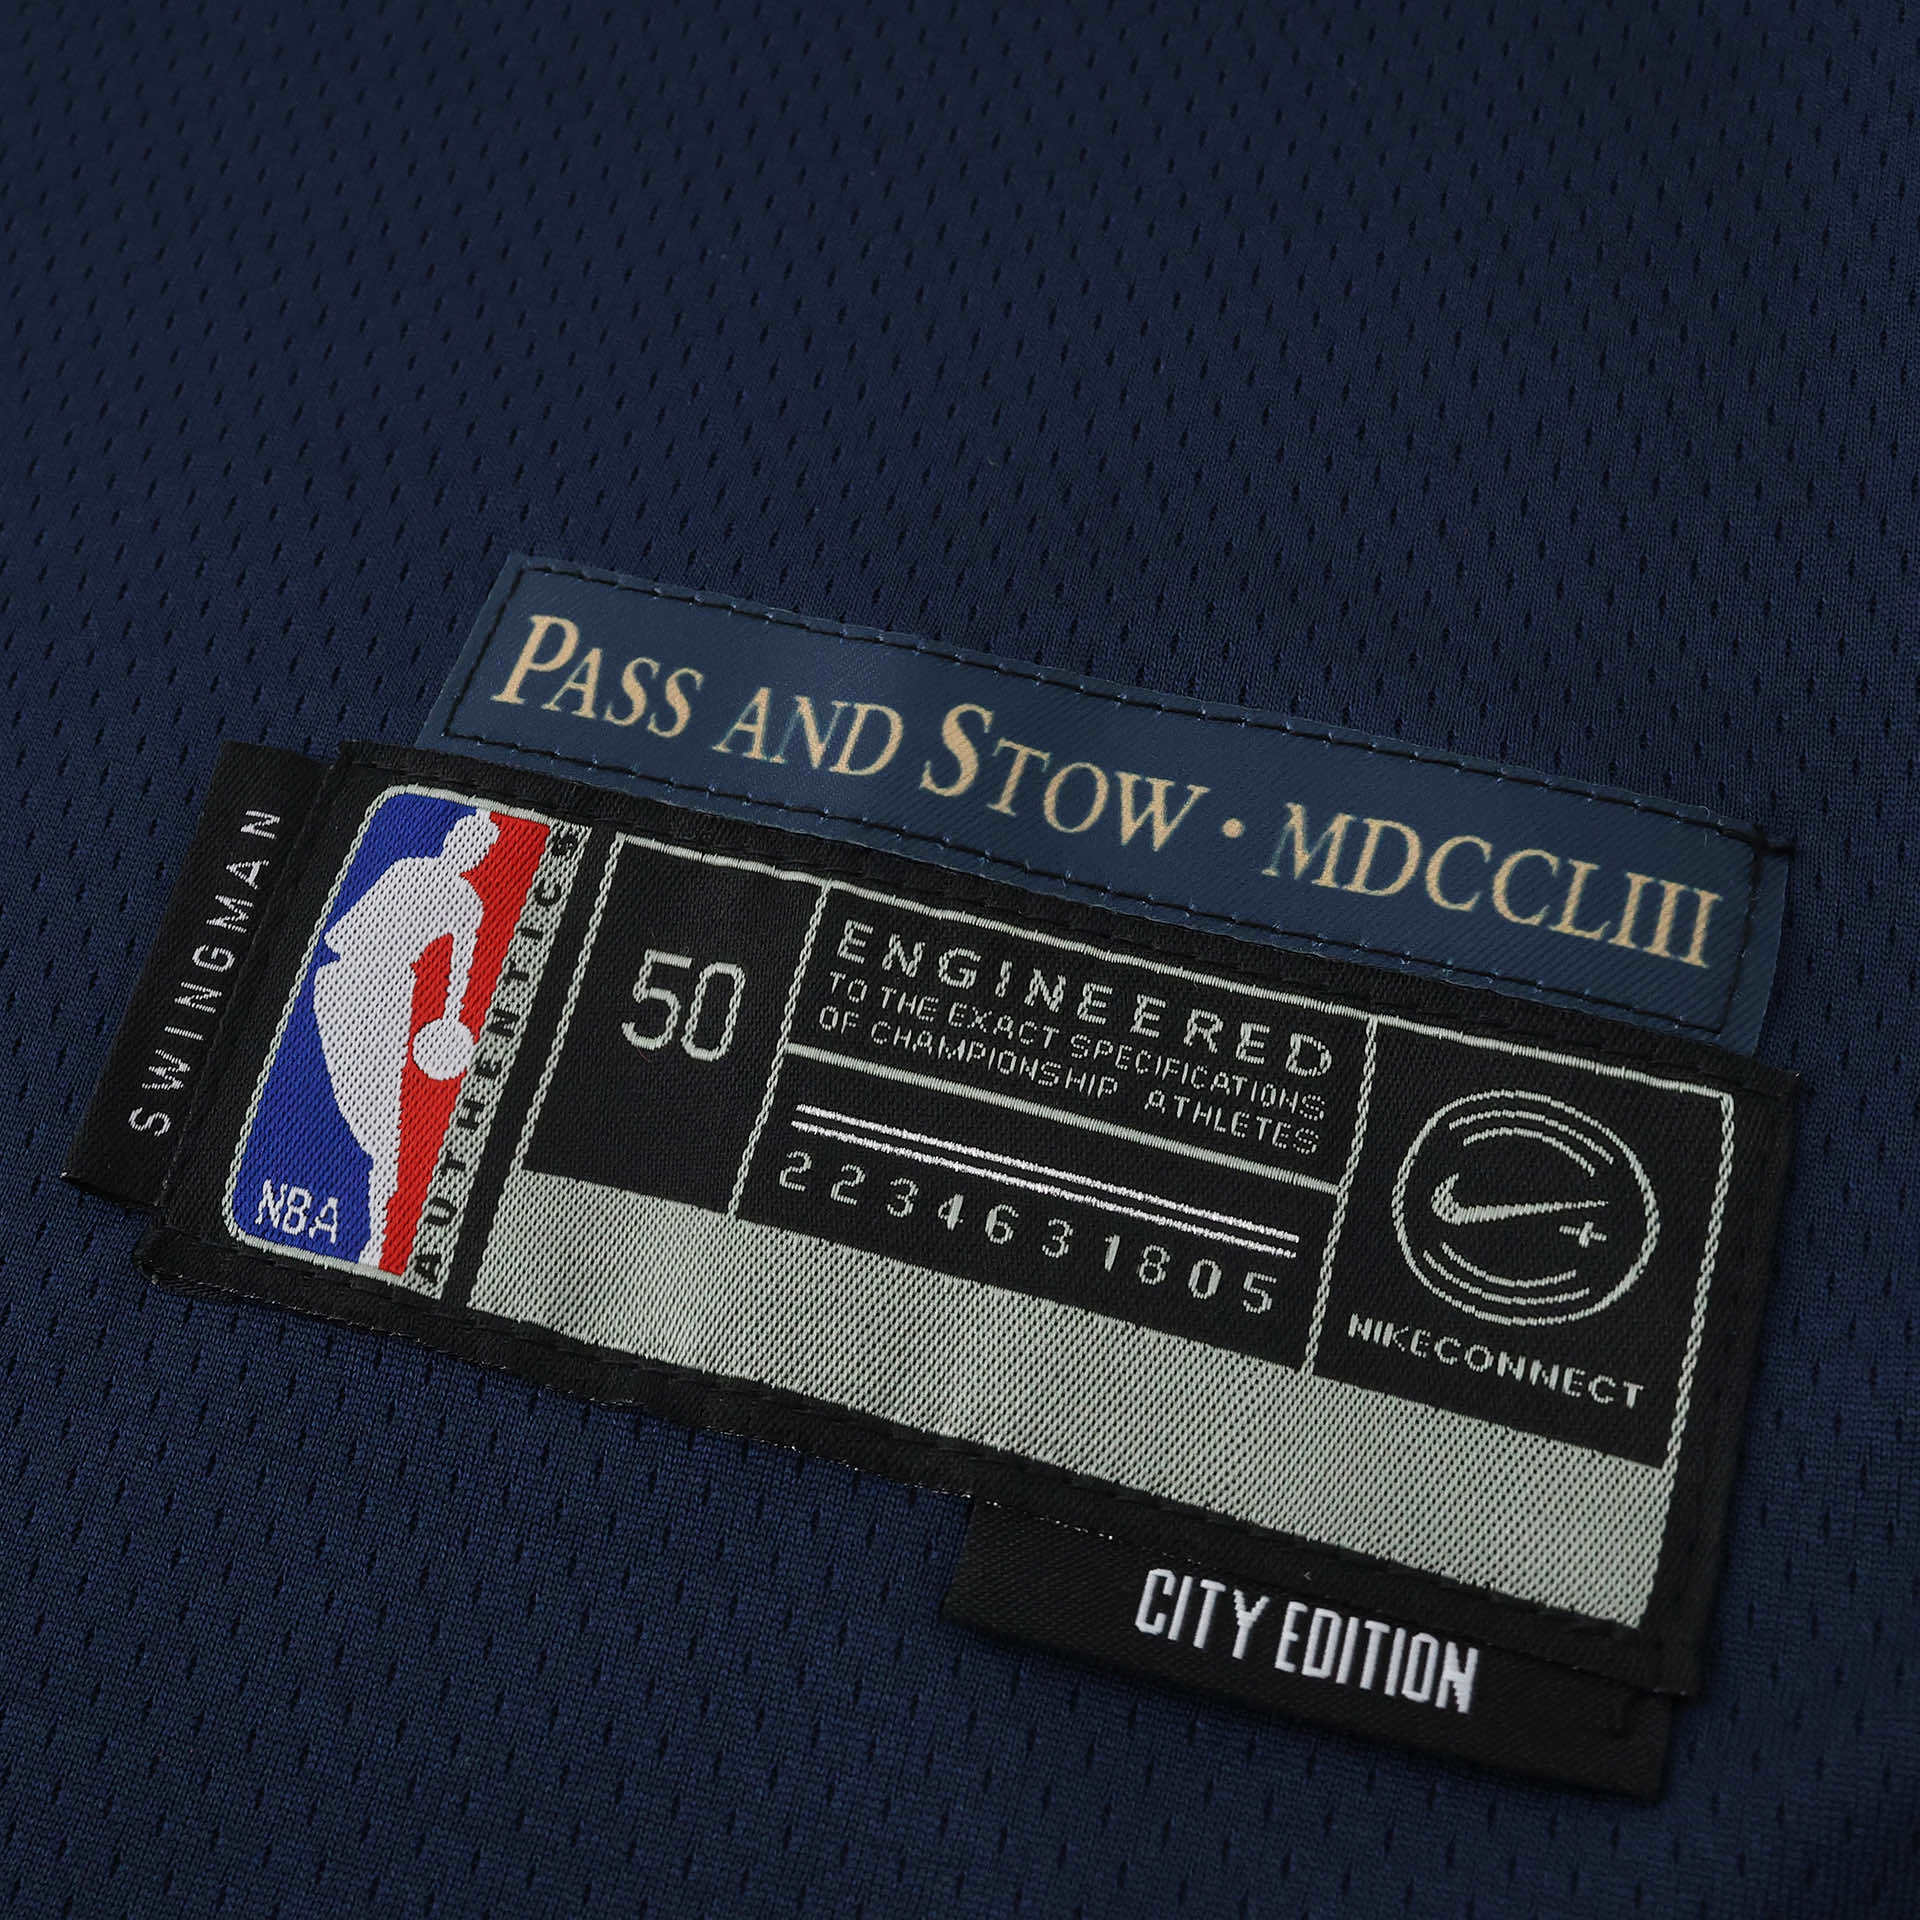 PASS AND STOW • MDCCLIII
SWINGMAN
NBA
AUTHENTICS
50
ENGINEERED
TO THE EXACT SPECIFICATIONS
OF CHAMPIONSHIP ATHLETES
2234631805
NIKECONNECT
CITY EDITION